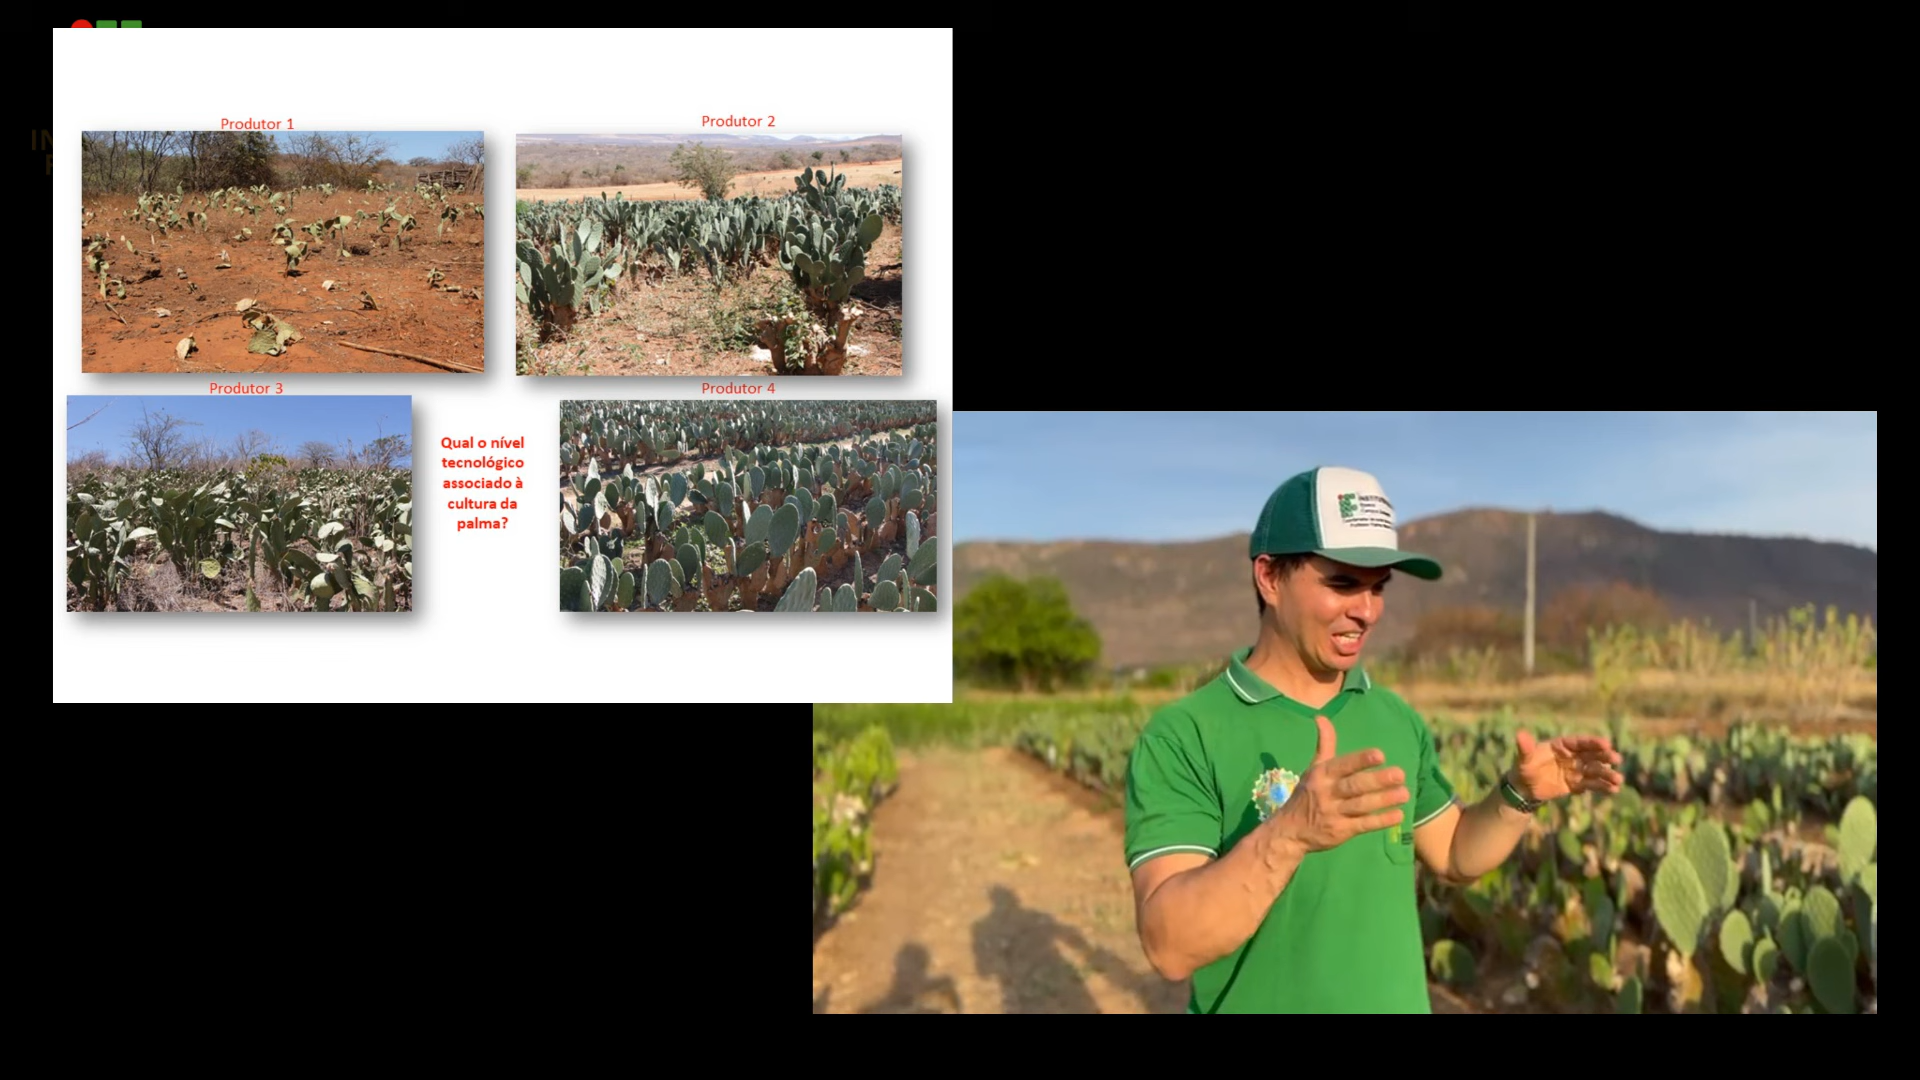 Produtor 1
Produtor 2
Produtor 3
Produtor 4
Qual o nível
tecnológico
associado à
cultura da
palma?